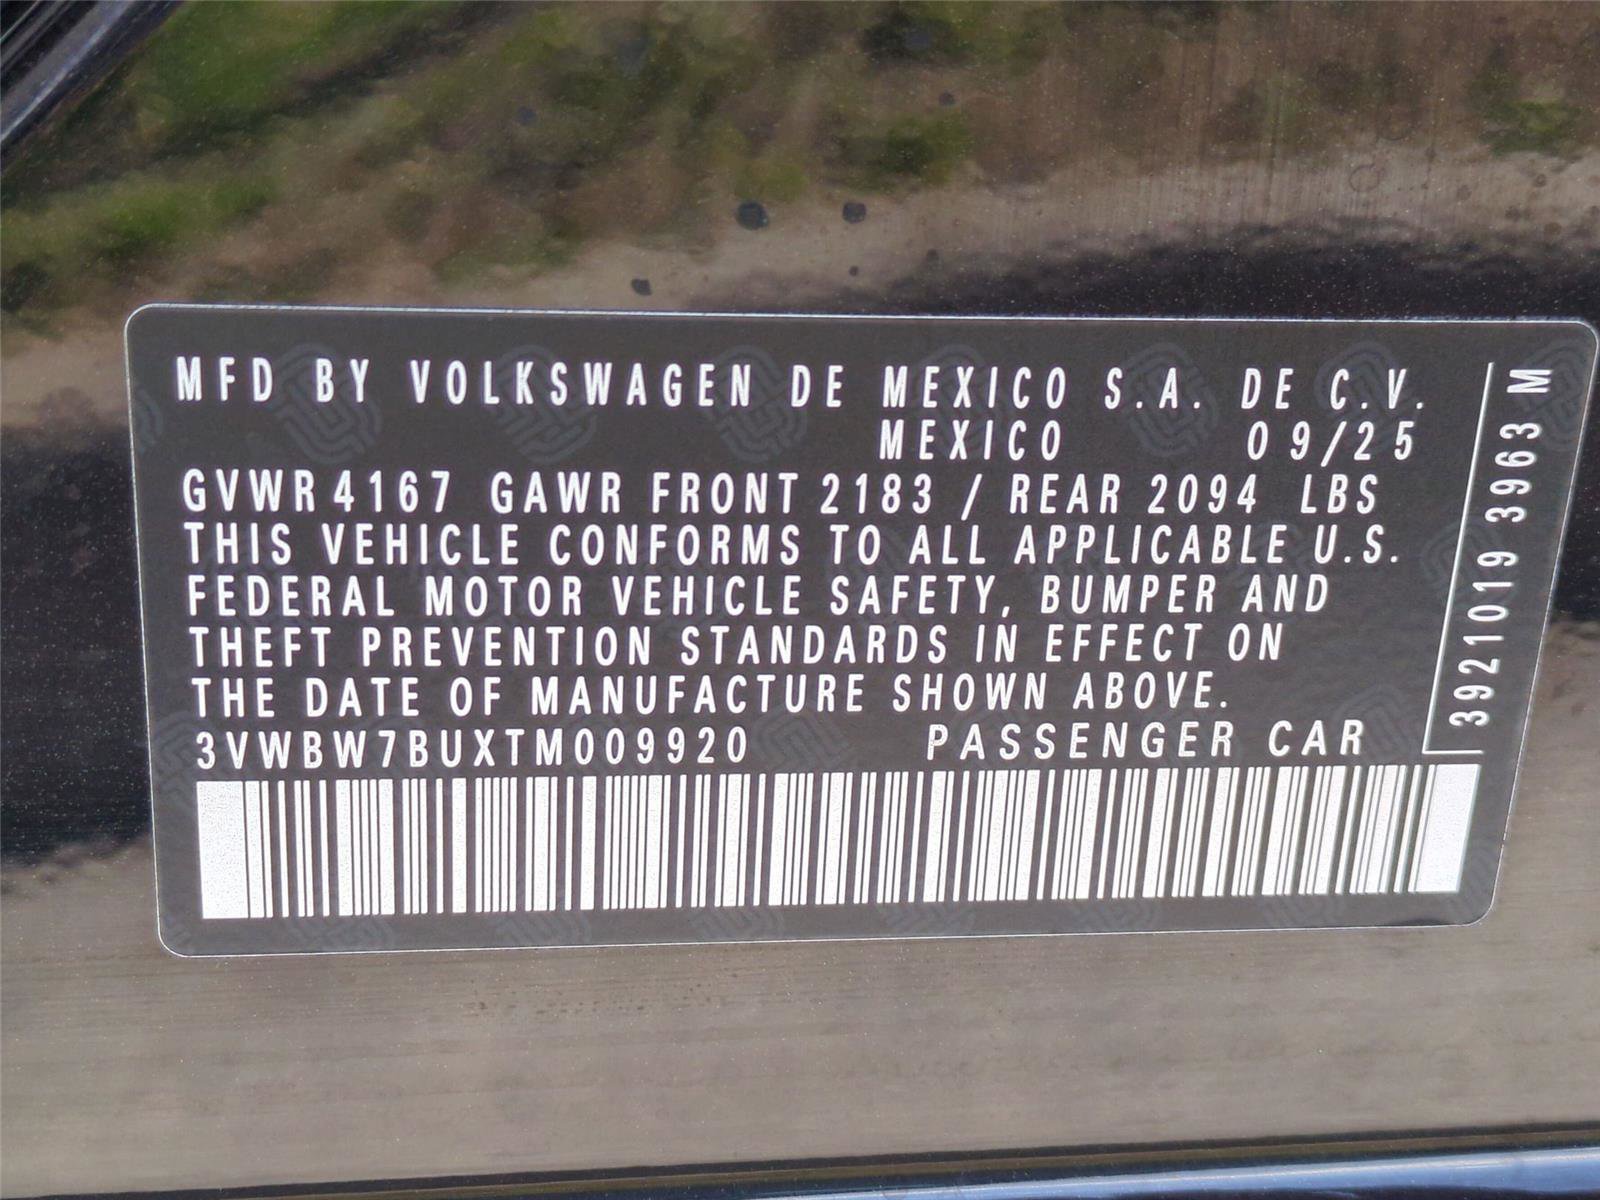 MFD BY VOLKSWAGEN DE MEXICO S.A. DE C.V.
MEXICO 09/25
GVWR 4167 GAWR FRONT 2183 / REAR 2094 LBS
THIS VEHICLE CONFORMS TO ALL APPLICABLE U.S.
FEDERAL MOTOR VEHICLE SAFETY, BUMPER AND
THEFT PREVENTION STANDARDS IN EFFECT ON
THE DATE OF MANUFACTURE SHOWN ABOVE.
3VWBW7BUXTM009920 PASSENGER CAR
3921019 3963 M